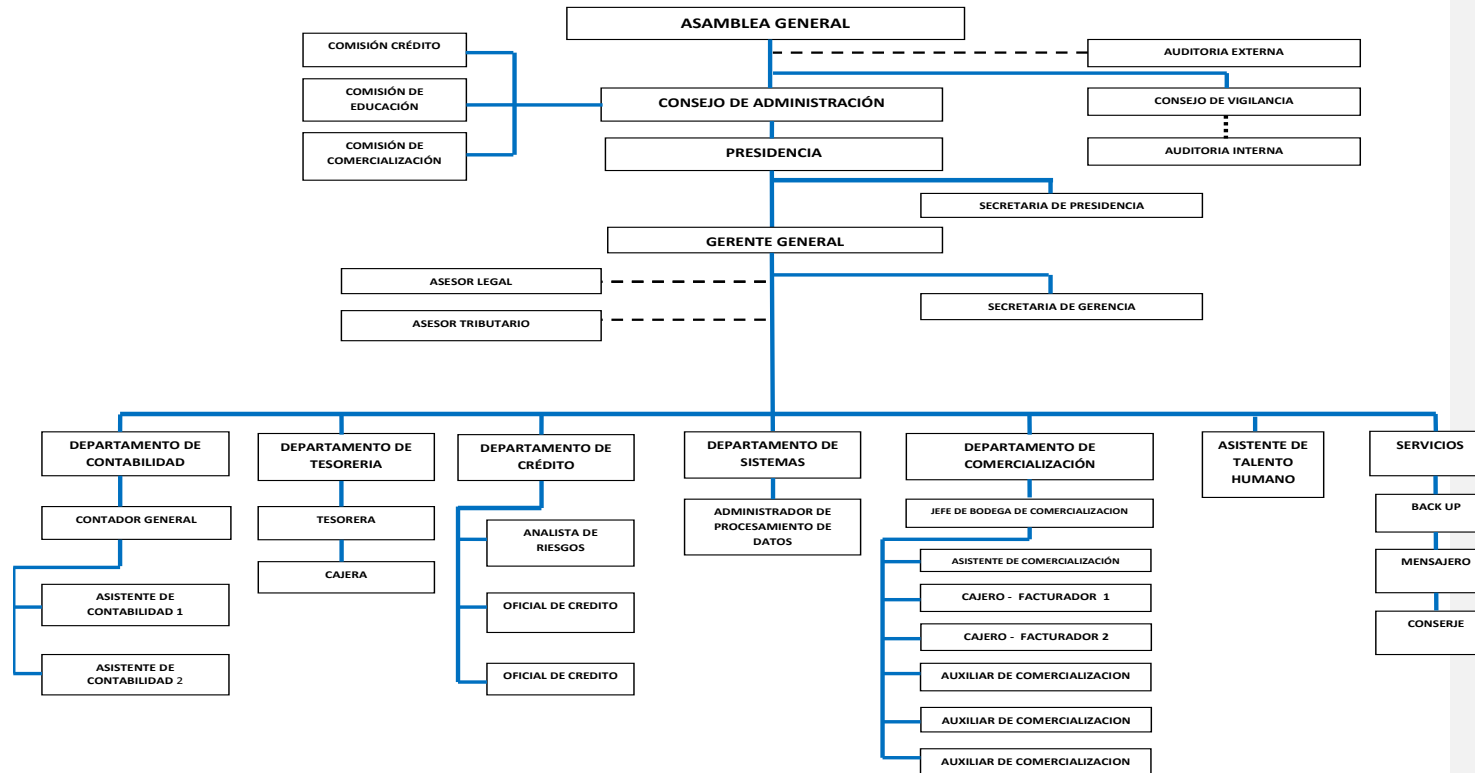 ASAMBLEA GENERAL
COMISIÓN CRÉDITO
AUDITORIA EXTERNA
COMISIÓN DE
EDUCACIÓN
CONSEJO DE ADMINISTRACIÓN
CONSEJO DE VIGILANCIA
COMISIÓN DE
COMERCIALIZACIÓN
PRESIDENCIA
AUDITORIA INTERNA
SECRETARIA DE PRESIDENCIA
GERENTE GENERAL
ASESOR LEGAL
SECRETARIA DE GERENCIA
ASESOR TRIBUTARIO
DEPARTAMENTO DE
CONTABILIDAD
CONTADOR GENERAL
ASISTENTE DE
CONTABILIDAD 1
ASISTENTE DE
CONTABILIDAD 2
DEPARTAMENTO DE
TESORERIA
TESORERA
CAJERA
DEPARTAMENTO DE
CRÉDITO
ANALISTA DE
RIESGOS
OFICIAL DE CREDITO
OFICIAL DE CREDITO
DEPARTAMENTO DE
SISTEMAS
ADMINISTRADOR DE
PROCESAMIENTO DE
DATOS
DEPARTAMENTO DE
COMERCIALIZACIÓN
JEFE DE BODEGA DE COMERCIALIZACION
ASISTENTE DE COMERCIALIZACIÓN
CAJERO - FACTURADOR 1
CAJERO - FACTURADOR 2
AUXILIAR DE COMERCIALIZACION
AUXILIAR DE COMERCIALIZACION
AUXILIAR DE COMERCIALIZACION
ASISTENTE DE
TALENTO
HUMANO
SERVICIOS
BACK UP
MENSAJERO
CONSERJE